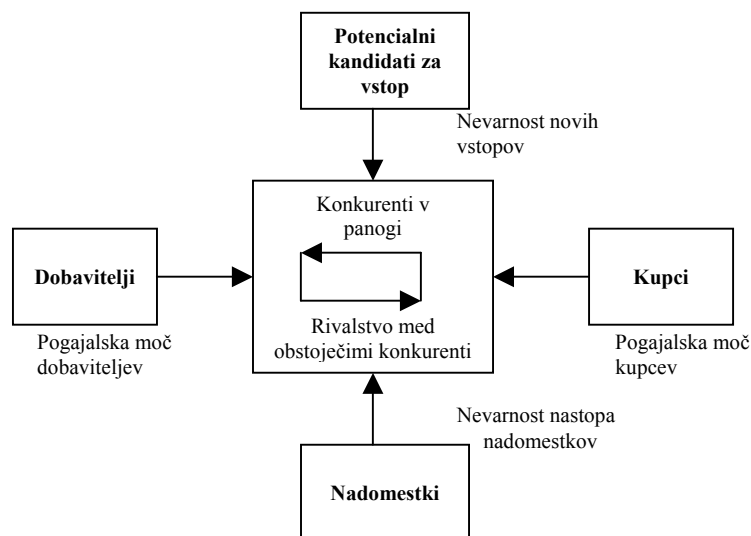 Potencialni
kandidati za
vstop
Nevarnost novih
vstopov
Konkurenti v
panogi
Dobavitelji
Kupci
Rivalstvo med
obstoječimi konkurenti
Pogajalska moč
dobaviteljev
Pogajalska moč
kupcev
Nevarnost nastopa
nadomestkov
Nadomestki